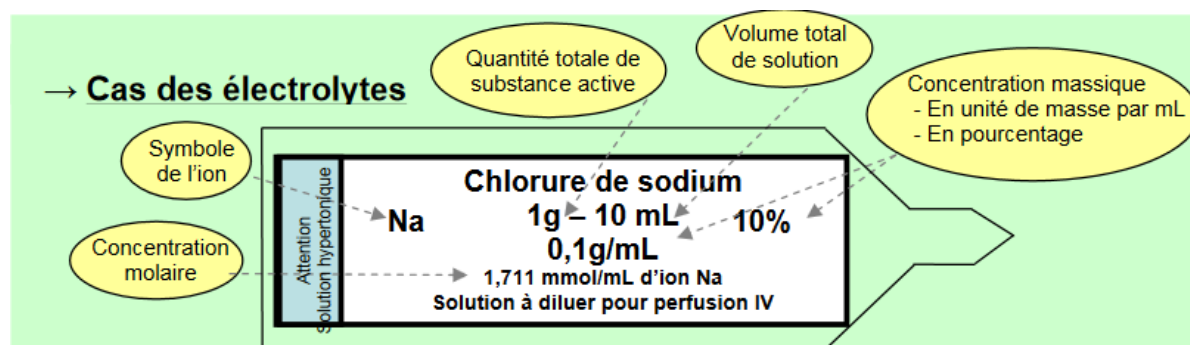 → Cas des électrolytes
Quantité totale de
substance active
Volume total
de solution
Concentration massique
- En unité de masse par mL
- En pourcentage
Symbole
de l'ion
Concentration
molaire
Attention
Solution hypertonique
Chlorure de sodium
Na
1g – 10 mL
10%
0,1g/mL
1,711 mmol/mL d'ion Na
Solution à diluer pour perfusion IV